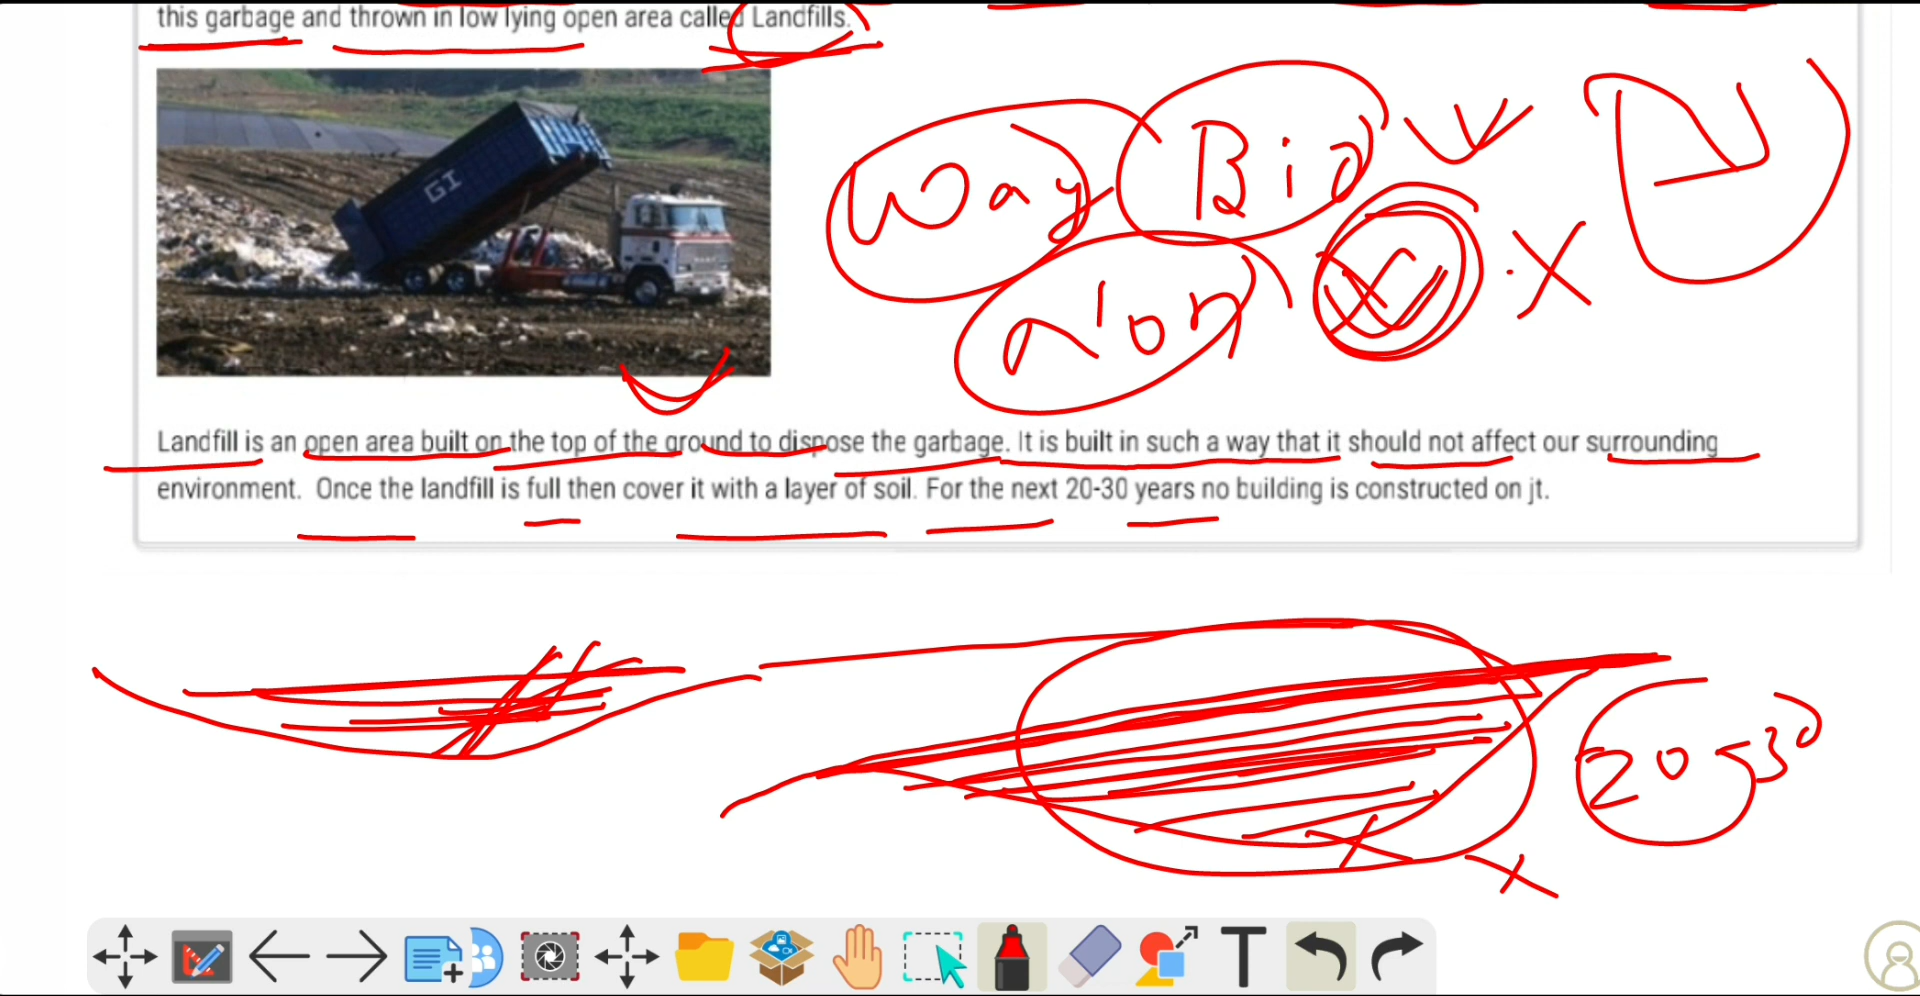 this garbage and thrown in low lying open area called Landfills.
GI
Way Bio
Non
Landfill is an open area built on the top of the ground to dispose the garbage. It is built in such a way that it should not affect our surrounding
environment. Once the landfill is full then cover it with a layer of soil. For the next 20-30 years no building is constructed on jt.
20-30
T